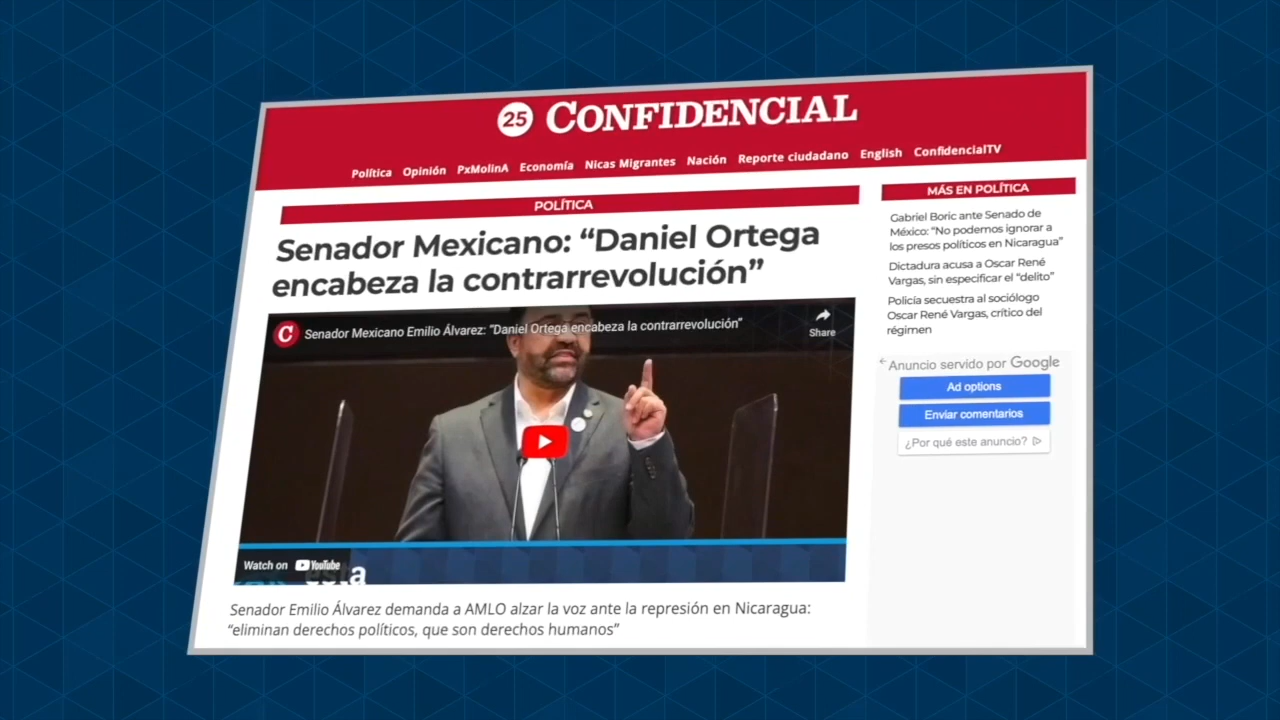 25 CONFIDENCIAL
Política Opinión PxMolinA Economía Nicas Migrantes Nación Reporte ciudadano English ConfidencialTV
POLÍTICA
Senador Mexicano: “Daniel Ortega
encabeza la contrarrevolución”
C Senador Mexicano Emilio Álvarez: “Daniel Ortega encabeza la contrarrevolución”
Share
Watch on YouTube
esta
Senador Emilio Álvarez demanda a AMLO alzar la voz ante la represión en Nicaragua:
“eliminan derechos políticos, que son derechos humanos”
MÁS EN POLÍTICA
Gabriel Boric ante Senado de
México: “No podemos ignorar a
los presos políticos en Nicaragua”
Dictadura acusa a Oscar René
Vargas, sin especificar el “delito”
Policía secuestra al sociólogo
Oscar René Vargas, crítico del
régimen
Anuncio servido por Google
Ad options
Enviar comentarios
¿Por qué este anuncio?